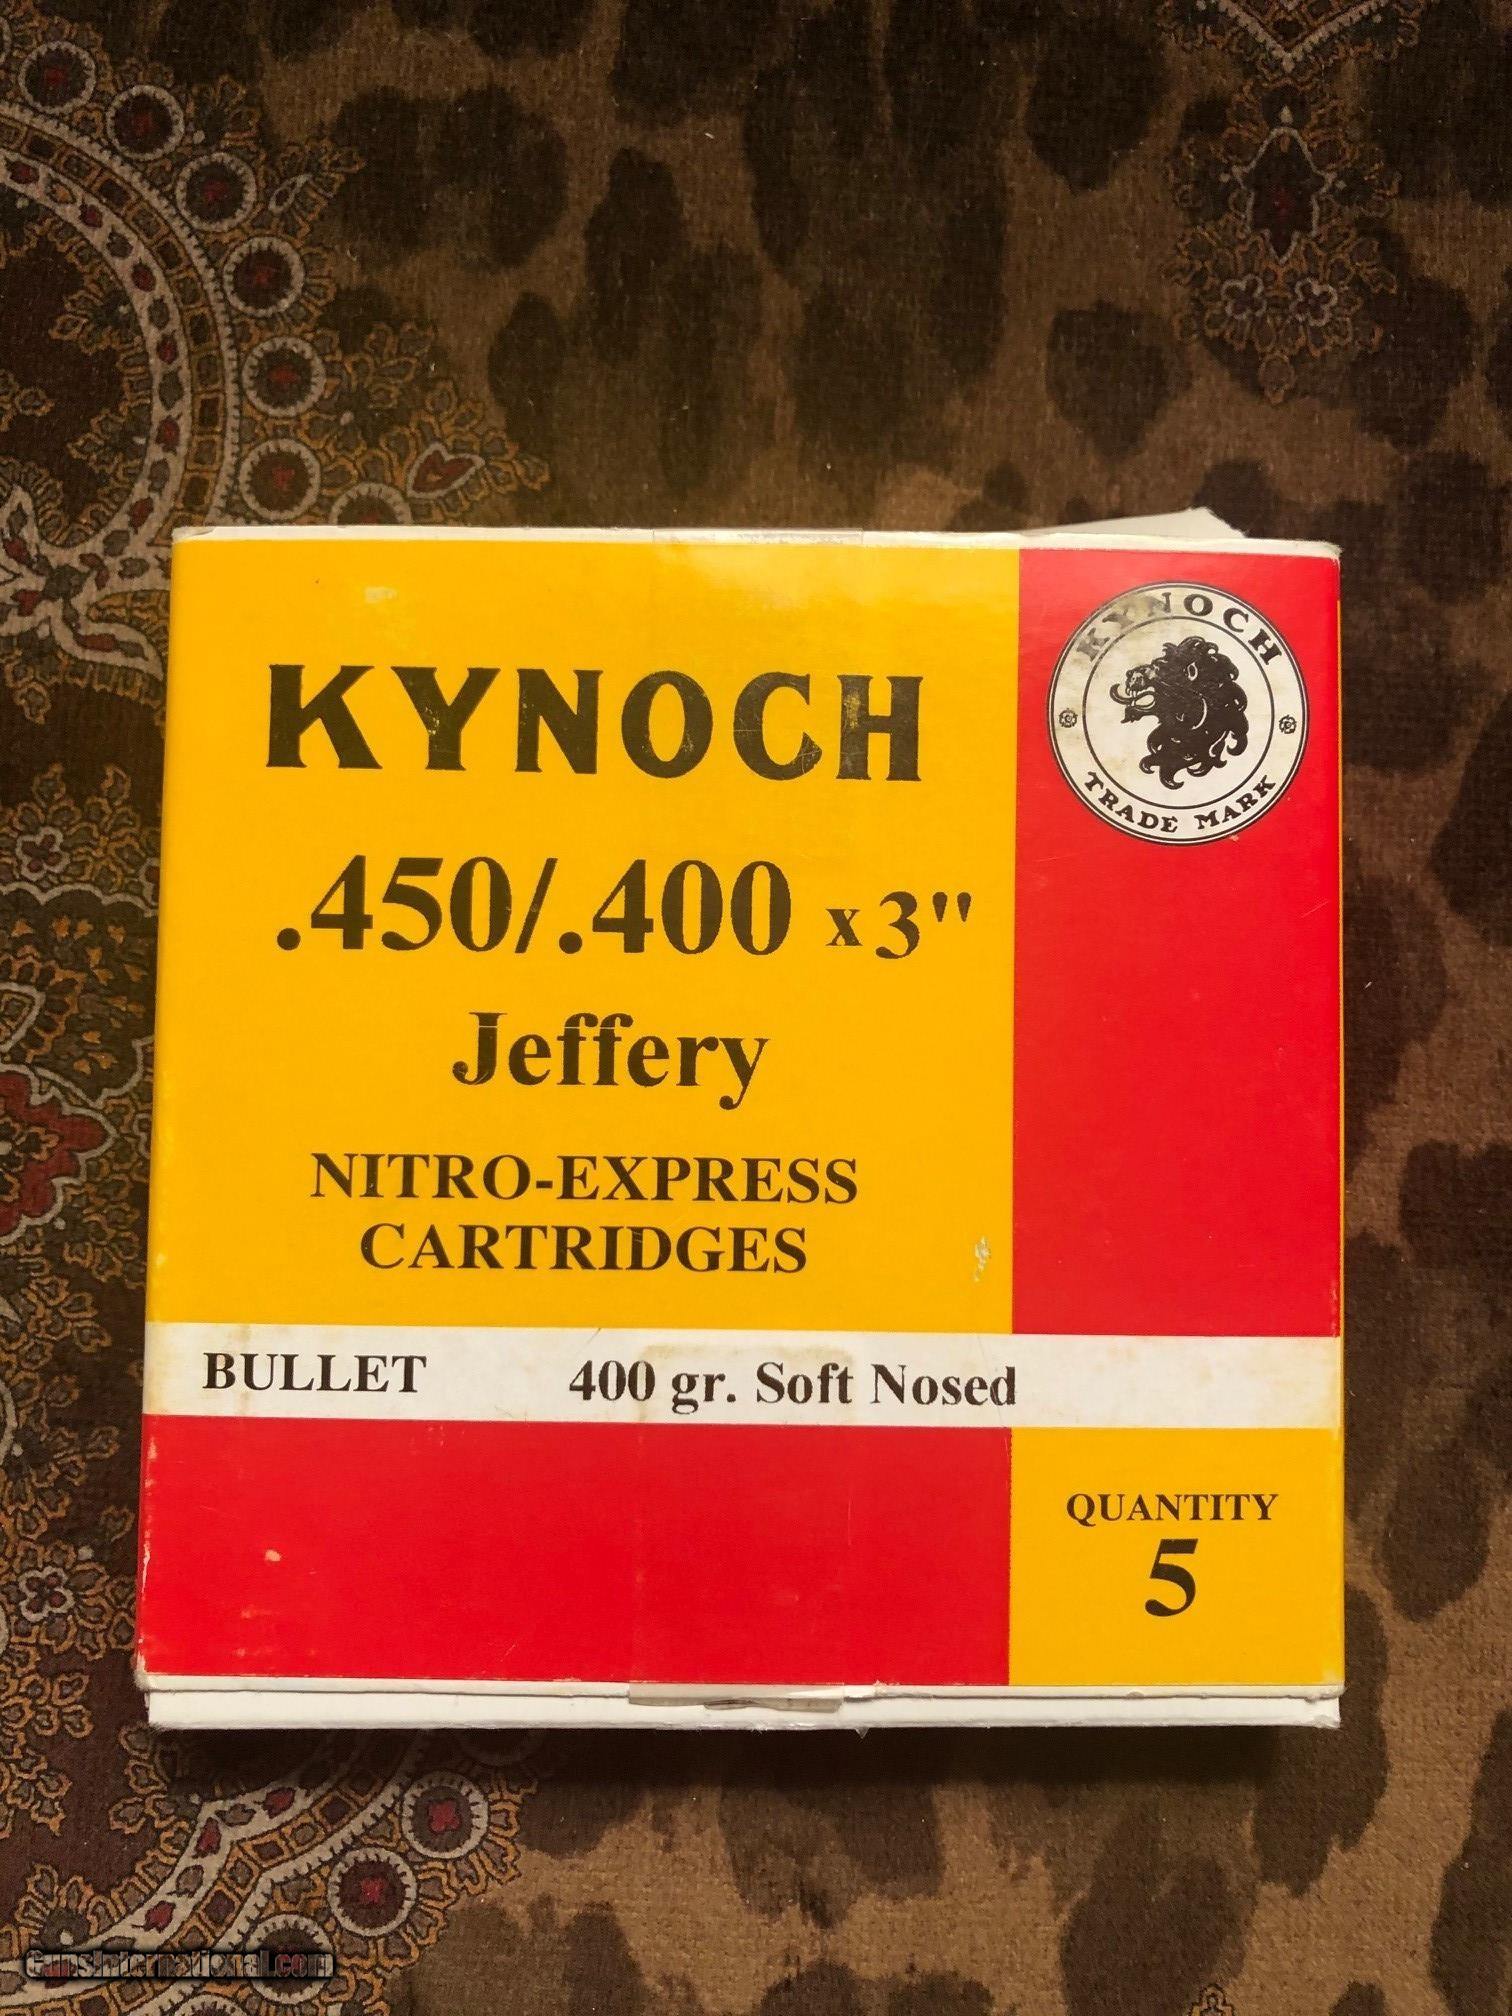 KYNOCH
TRADE MARK
KYNOCH
.450/.400 x 3"
Jeffery
NITRO-EXPRESS
CARTRIDGES
BULLET 400 gr. Soft Nosed
QUANTITY
5
GunsInternational.com